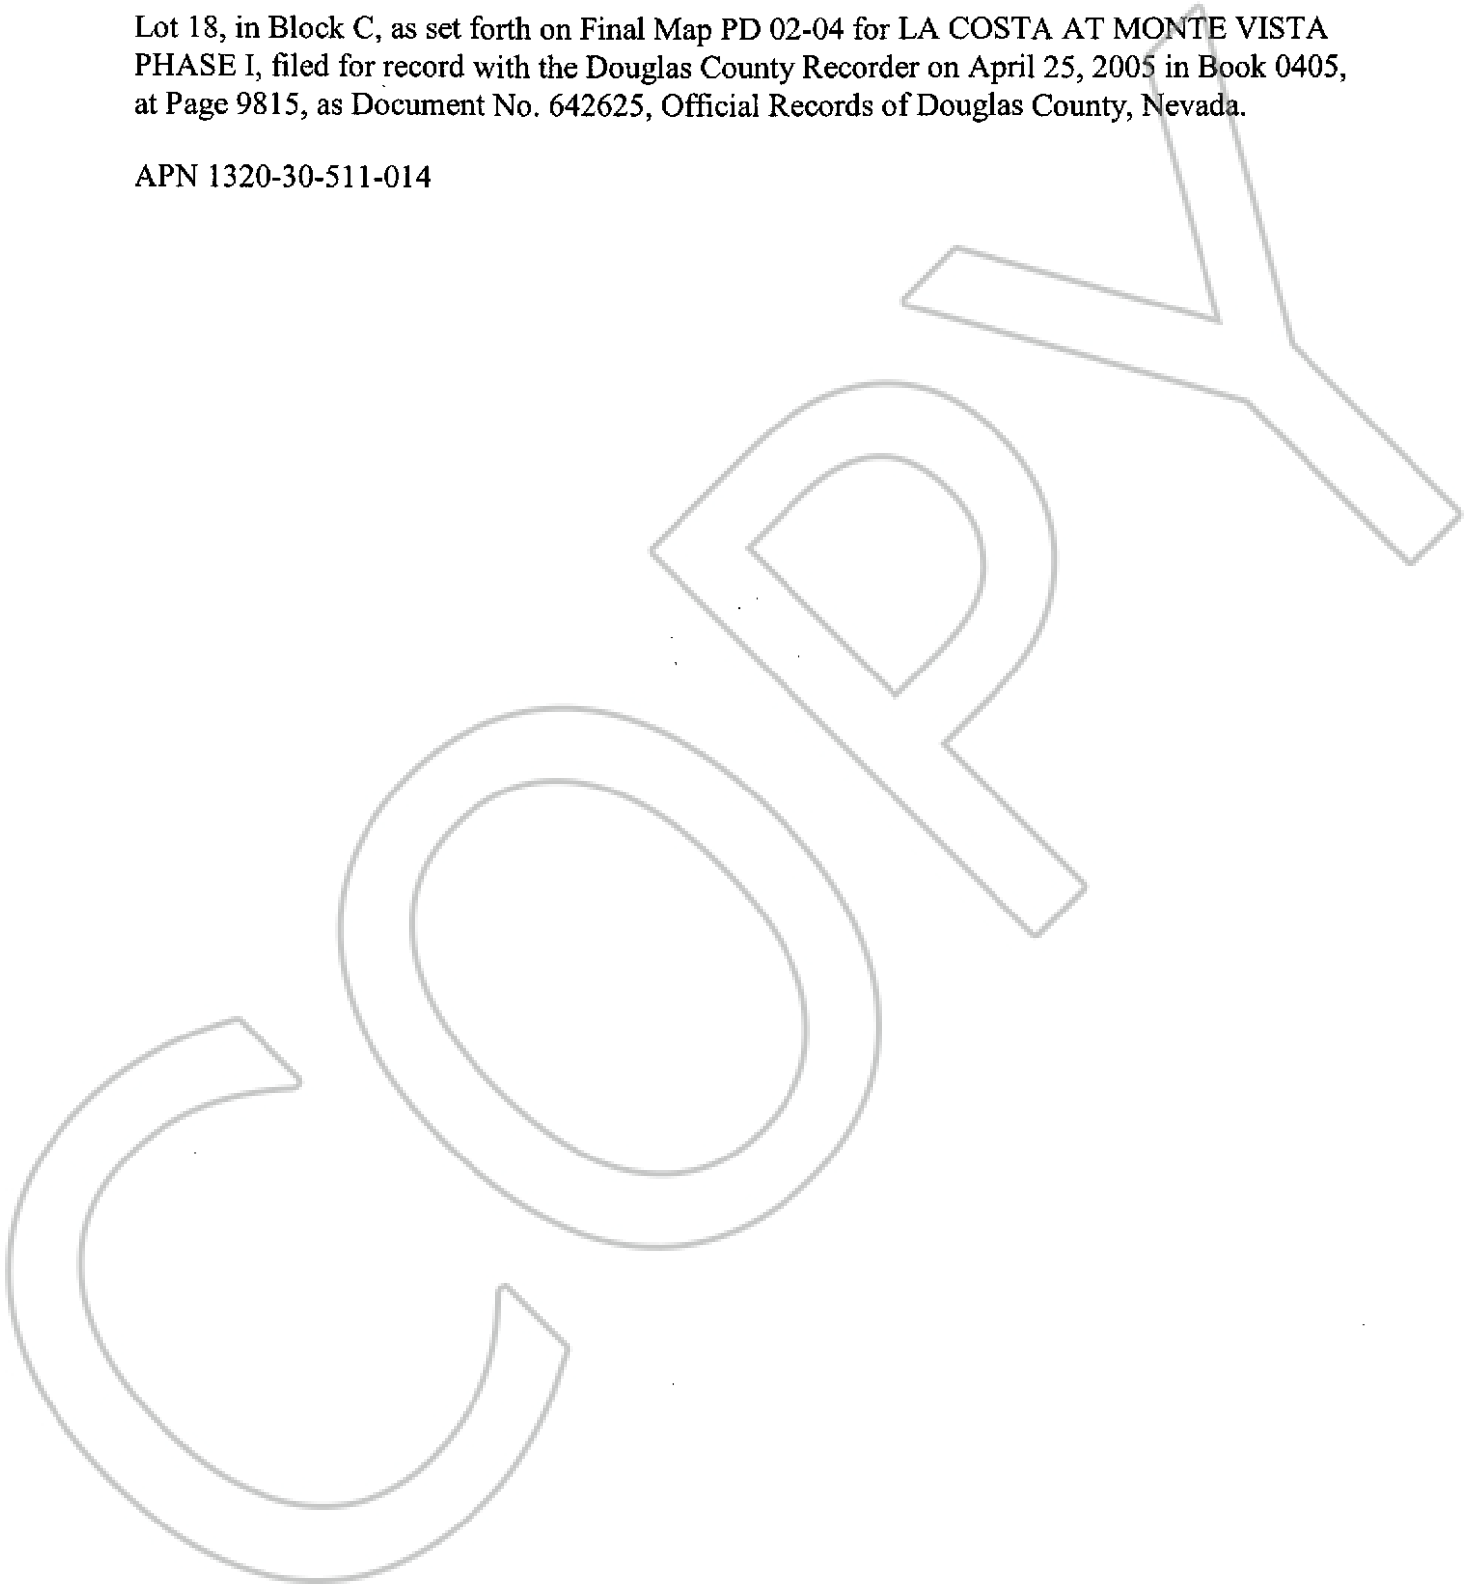 Lot 18, in Block C, as set forth on Final Map PD 02-04 for LA COSTA AT MONTE VISTA
PHASE I, filed for record with the Douglas County Recorder on April 25, 2005 in Book 0405,
at Page 9815, as Document No. 642625, Official Records of Douglas County, Nevada.
APN 1320-30-511-014
COPY